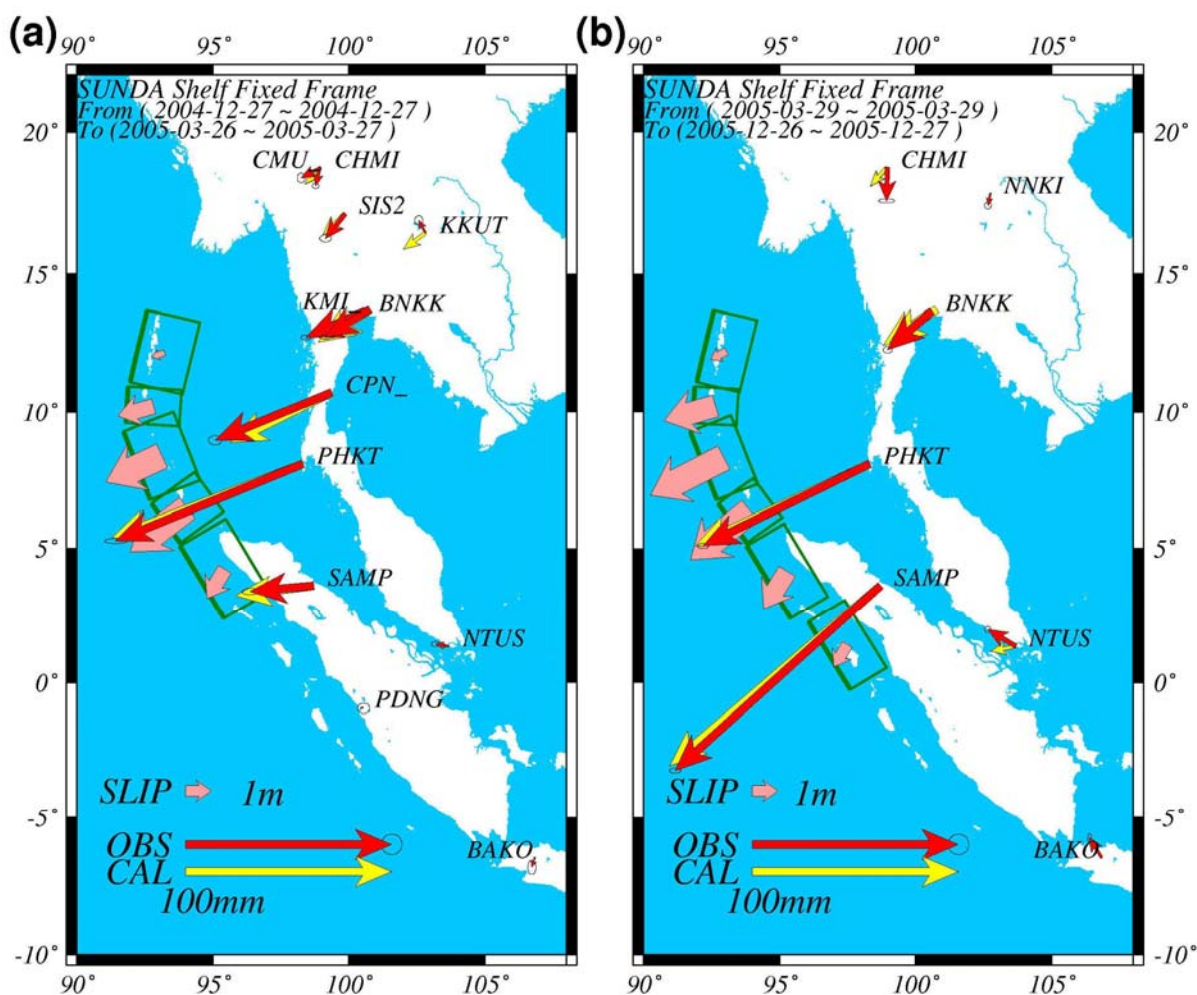 (a)
90° 95° 100° 105°
SUNDA Shelf Fixed Frame
From ( 2004-12-27 ~ 2004-12-27 )
To (2005-03-26 ~ 2005-03-27 )
20°
CMU_ CHMI
SIS2
KKUT
15°
KMI_ BNKK
CPN_
10°
PHKT
5°
SAMP
NTUS
0°
PDNG
SLIP 1m
-5°
OBS
BAKO
CAL
100mm
-10°
90° 95° 100° 105°
(b)
90° 95° 100° 105°
SUNDA Shelf Fixed Frame
From ( 2005-03-29 ~ 2005-03-29 )
To (2005-12-26 ~ 2005-12-27 )
20°
CHMI
NNKI
15°
BNKK
10°
PHKT
5°
SAMP
NTUS
0°
SLIP 1m
-5°
OBS
BAKO
CAL
100mm
-10°
90° 95° 100° 105°